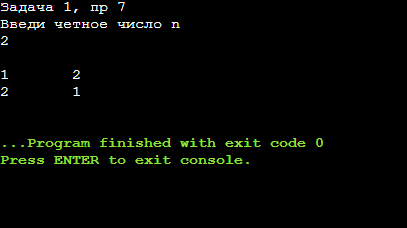 Задача 1, пр 7
Введи четное число n
2
1 2
2 1
...Program finished with exit code 0
Press ENTER to exit console.